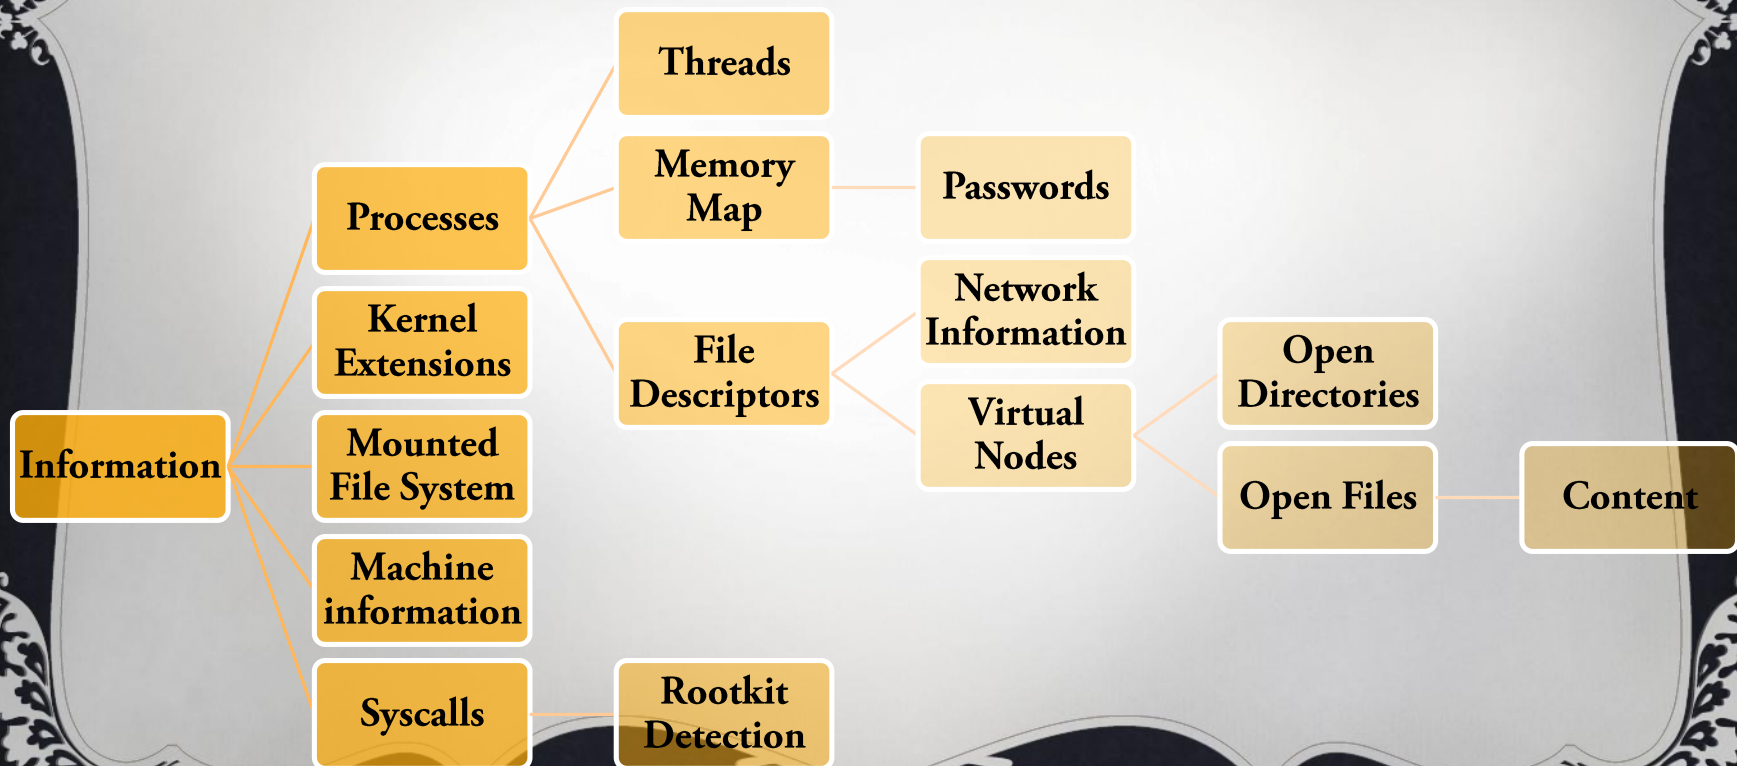 Threads
Memory
Map
Passwords
Processes
Network
Information
Kernel
Extensions
File
Descriptors
Open
Directories
Virtual
Nodes
Information
Mounted
File System
Open Files
Content
Machine
information
Syscalls
Rootkit
Detection